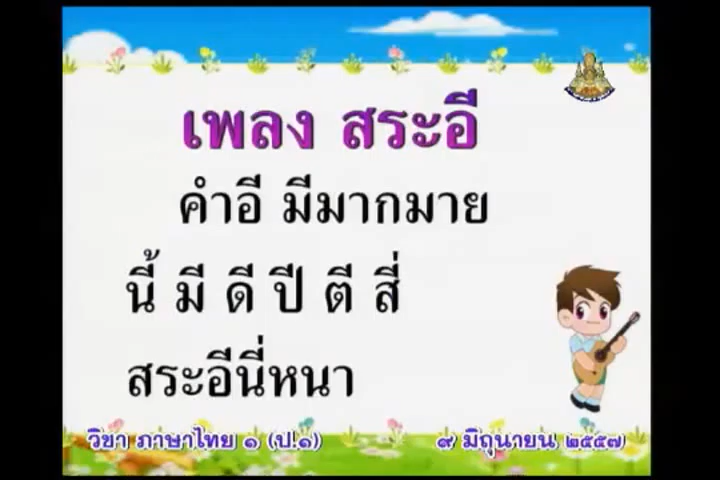 เพลง สระอี
คำอี มีมากมาย
นี้ มี ดี ปี ตี สี่
สระอีนี่หนา
วิชา ภาษาไทย ๑ (ป.๑) ๙ มิถุนายน ๒๕๕๗